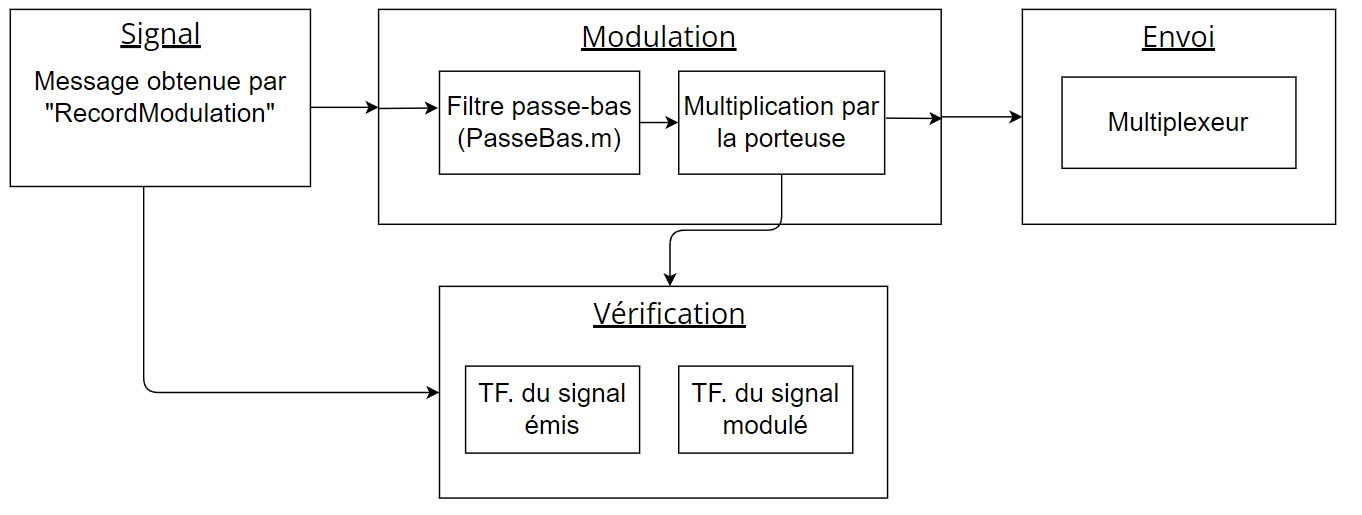 Signal
Message obtenue par
"RecordModulation"
Modulation
Filtre passe-bas
(PasseBas.m)
Multiplication par
la porteuse
Envoi
Multiplexeur
Vérification
TF. du signal
émis
TF. du signal
modulé